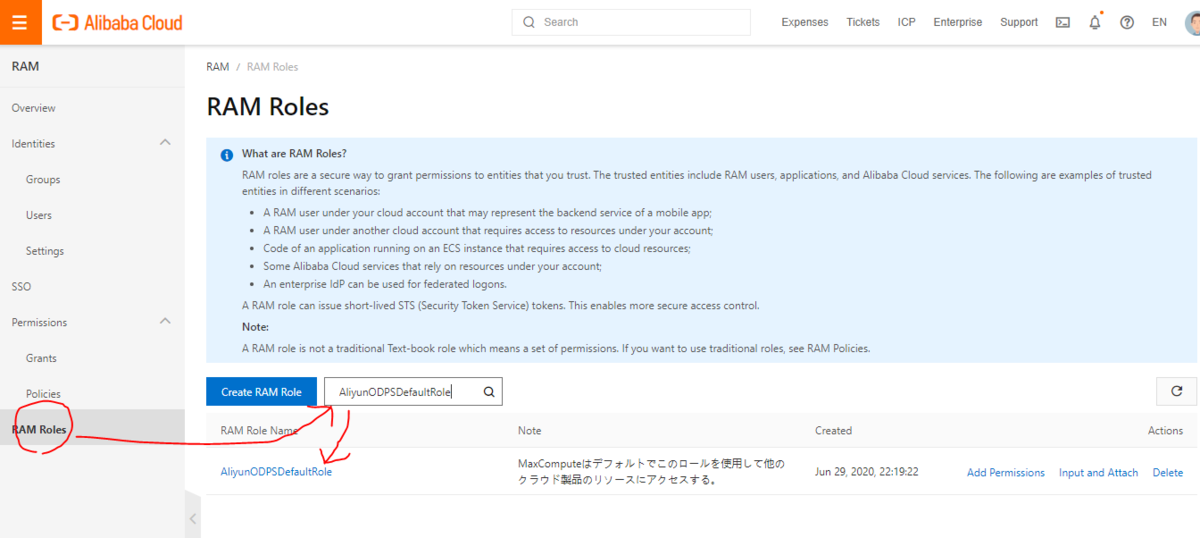 Alibaba Cloud
Search
Expenses Tickets ICP Enterprise Support EN
RAM
Overview
Identities
Groups
Users
Settings
SSO
Permissions
Grants
Policies
RAM Roles
RAM / RAM Roles
RAM Roles
What are RAM Roles?
RAM roles are a secure way to grant permissions to entities that you trust. The trusted entities include RAM users, applications, and Alibaba Cloud services. The following are examples of trusted
entities in different scenarios:
• A RAM user under your cloud account that may represent the backend service of a mobile app;
• A RAM user under another cloud account that requires access to resources under your account;
• Code of an application running on an ECS instance that requires access to cloud resources;
• Some Alibaba Cloud services that rely on resources under your account;
• An enterprise IdP can be used for federated logons.
A RAM role can issue short-lived STS (Security Token Service) tokens. This enables more secure access control.
Note:
A RAM role is not a traditional Text-book role which means a set of permissions. If you want to use traditional roles, see RAM Policies.
Create RAM Role AliyunODPSDefaultRole
RAM Role Name Note Created Actions
AliyunODPSDefaultRole MaxComputeはデフォルトでこのロールを使用して他の Jun 29, 2020, 22:19:22 Add Permissions Input and Attach Delete
クラウド製品のリソースにアクセスする。